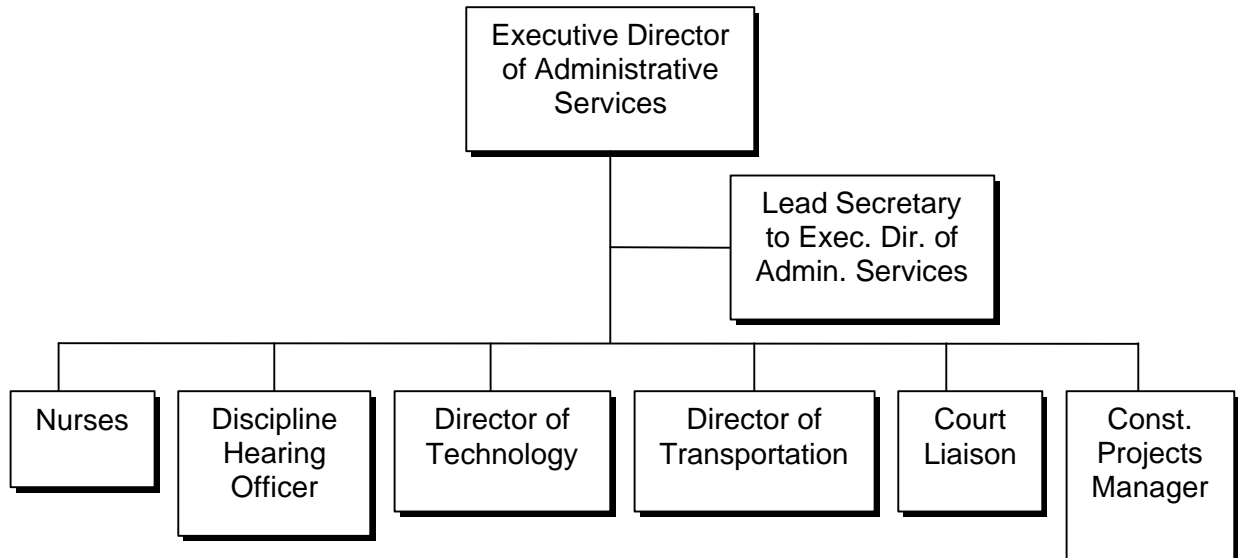 Executive Director
of Administrative
Services
Lead Secretary
to Exec. Dir. of
Admin. Services
Nurses
Discipline
Hearing
Officer
Director of
Technology
Director of
Transportation
Court
Liaison
Const.
Projects
Manager